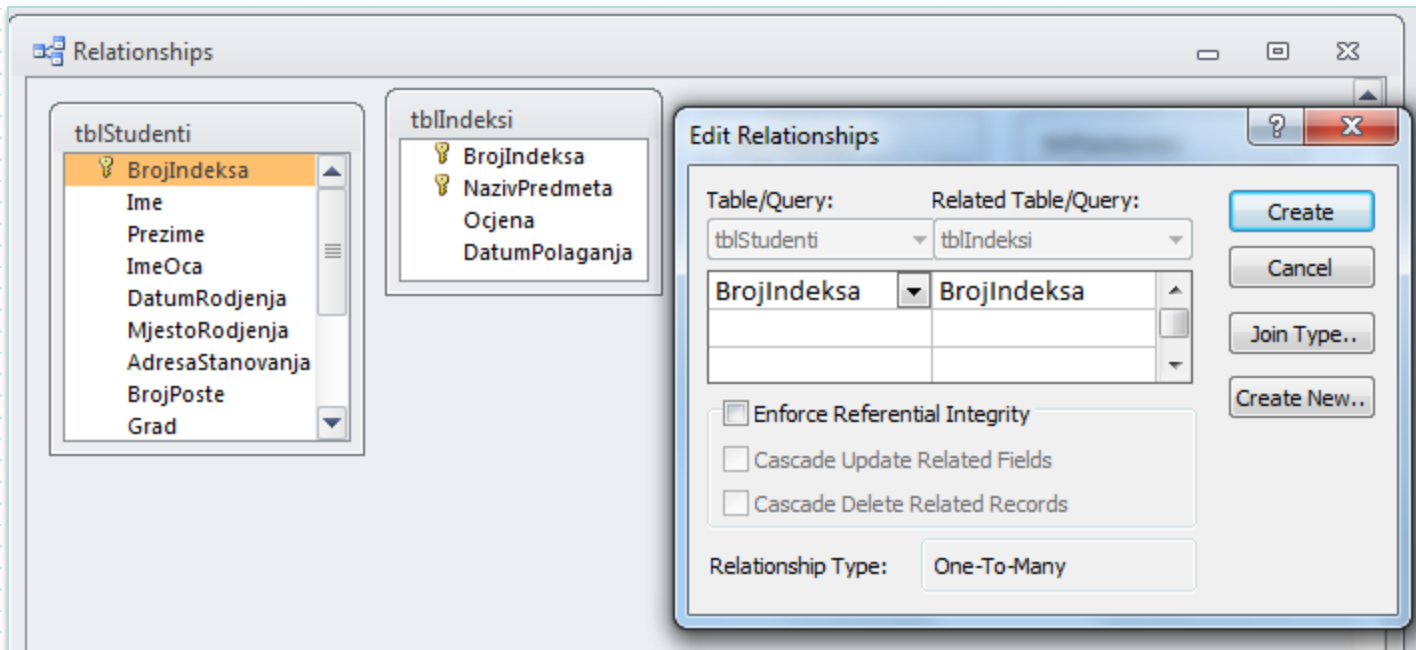 Relationships
tblStudenti
BrojIndeksa
Ime
Prezime
ImeOca
DatumRodjenja
MjestoRodjenja
AdresaStanovanja
BrojPoste
Grad
tblIndeksi
BrojIndeksa
NazivPredmeta
Ocjena
DatumPolaganja
Edit Relationships
?
Table/Query: Related Table/Query:
tblStudenti tblIndeksi
BrojIndeksa BrojIndeksa
Enforce Referential Integrity
Cascade Update Related Fields
Cascade Delete Related Records
Relationship Type: One-To-Many
Create
Cancel
Join Type..
Create New..